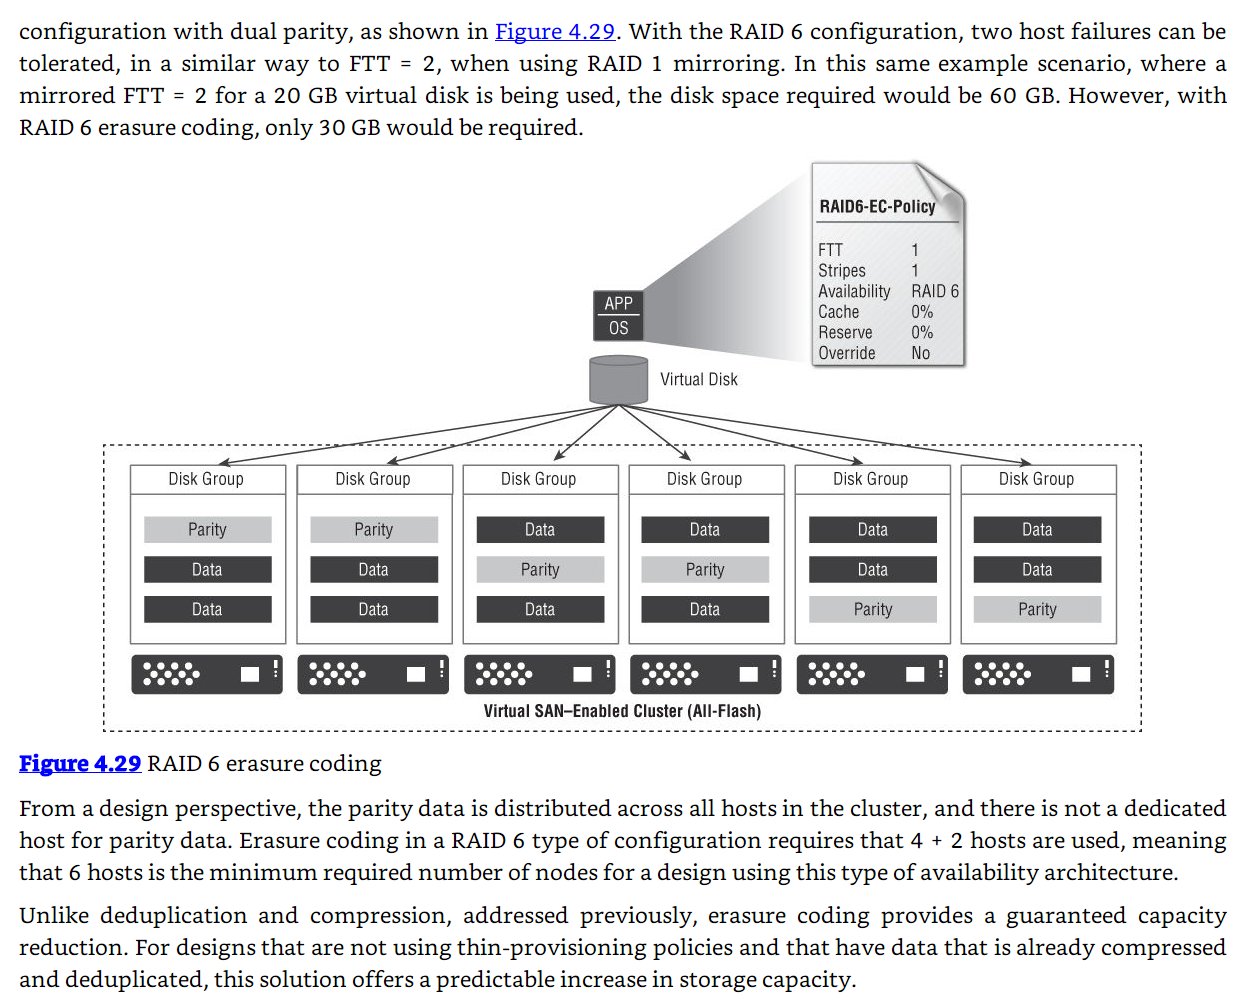 configuration with dual parity, as shown in Figure 4.29. With the RAID 6 configuration, two host failures can be
tolerated, in a similar way to FTT = 2, when using RAID 1 mirroring. In this same example scenario, where a
mirrored FTT = 2 for a 20 GB virtual disk is being used, the disk space required would be 60 GB. However, with
RAID 6 erasure coding, only 30 GB would be required.
RAID6-EC-Policy
FTT 1
Stripes 1
Availability RAID 6
Cache 0%
Reserve 0%
Override No
APP
OS
Virtual Disk
Disk Group Disk Group Disk Group Disk Group Disk Group Disk Group
Parity Parity Data Data Data Data
Data Data Parity Parity Data Data
Data Data Data Data Parity Parity
Virtual SAN–Enabled Cluster (All-Flash)
Figure 4.29 RAID 6 erasure coding
From a design perspective, the parity data is distributed across all hosts in the cluster, and there is not a dedicated
host for parity data. Erasure coding in a RAID 6 type of configuration requires that 4 + 2 hosts are used, meaning
that 6 hosts is the minimum required number of nodes for a design using this type of availability architecture.
Unlike deduplication and compression, addressed previously, erasure coding provides a guaranteed capacity
reduction. For designs that are not using thin-provisioning policies and that have data that is already compressed
and deduplicated, this solution offers a predictable increase in storage capacity.